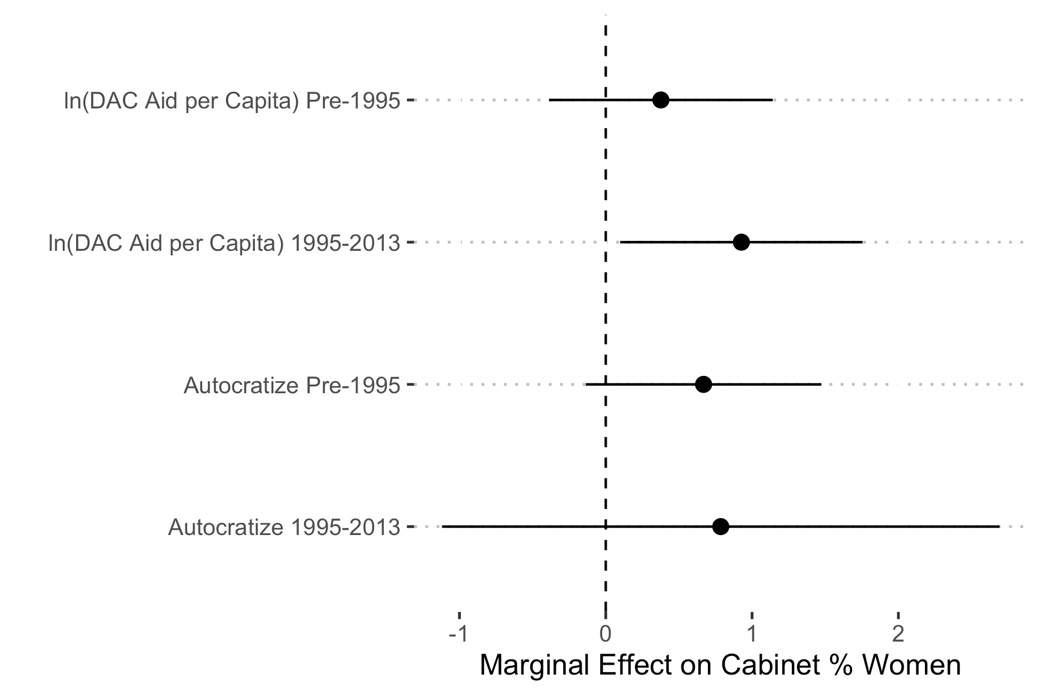 ln(DAC Aid per Capita) Pre-1995
ln(DAC Aid per Capita) 1995-2013
Autocratize Pre-1995
Autocratize 1995-2013
-1 0 1 2
Marginal Effect on Cabinet % Women